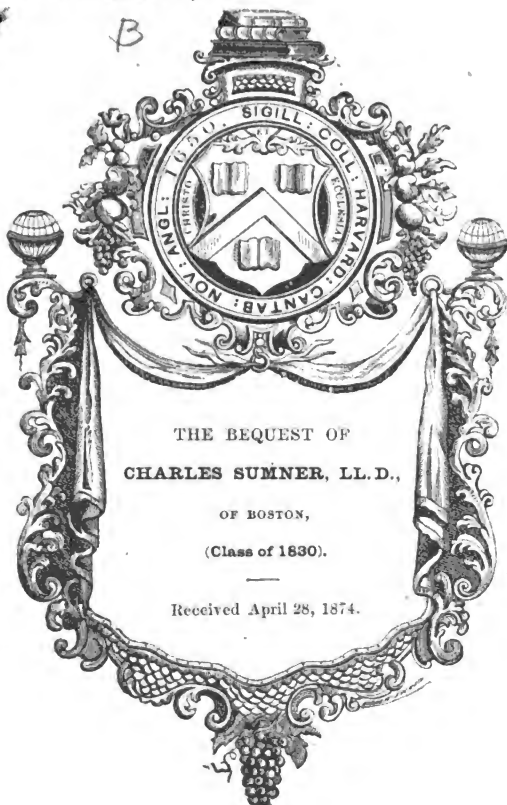 B
SIGILL: COLL: HARVARD: CANTAB: NOV: ANGL: 1650.
ET
CHRISTO
ECCLESIAE
THE BEQUEST OF
CHARLES SUMNER, LL.D.,
OF BOSTON,
(Class of 1830).
Received April 28, 1874.